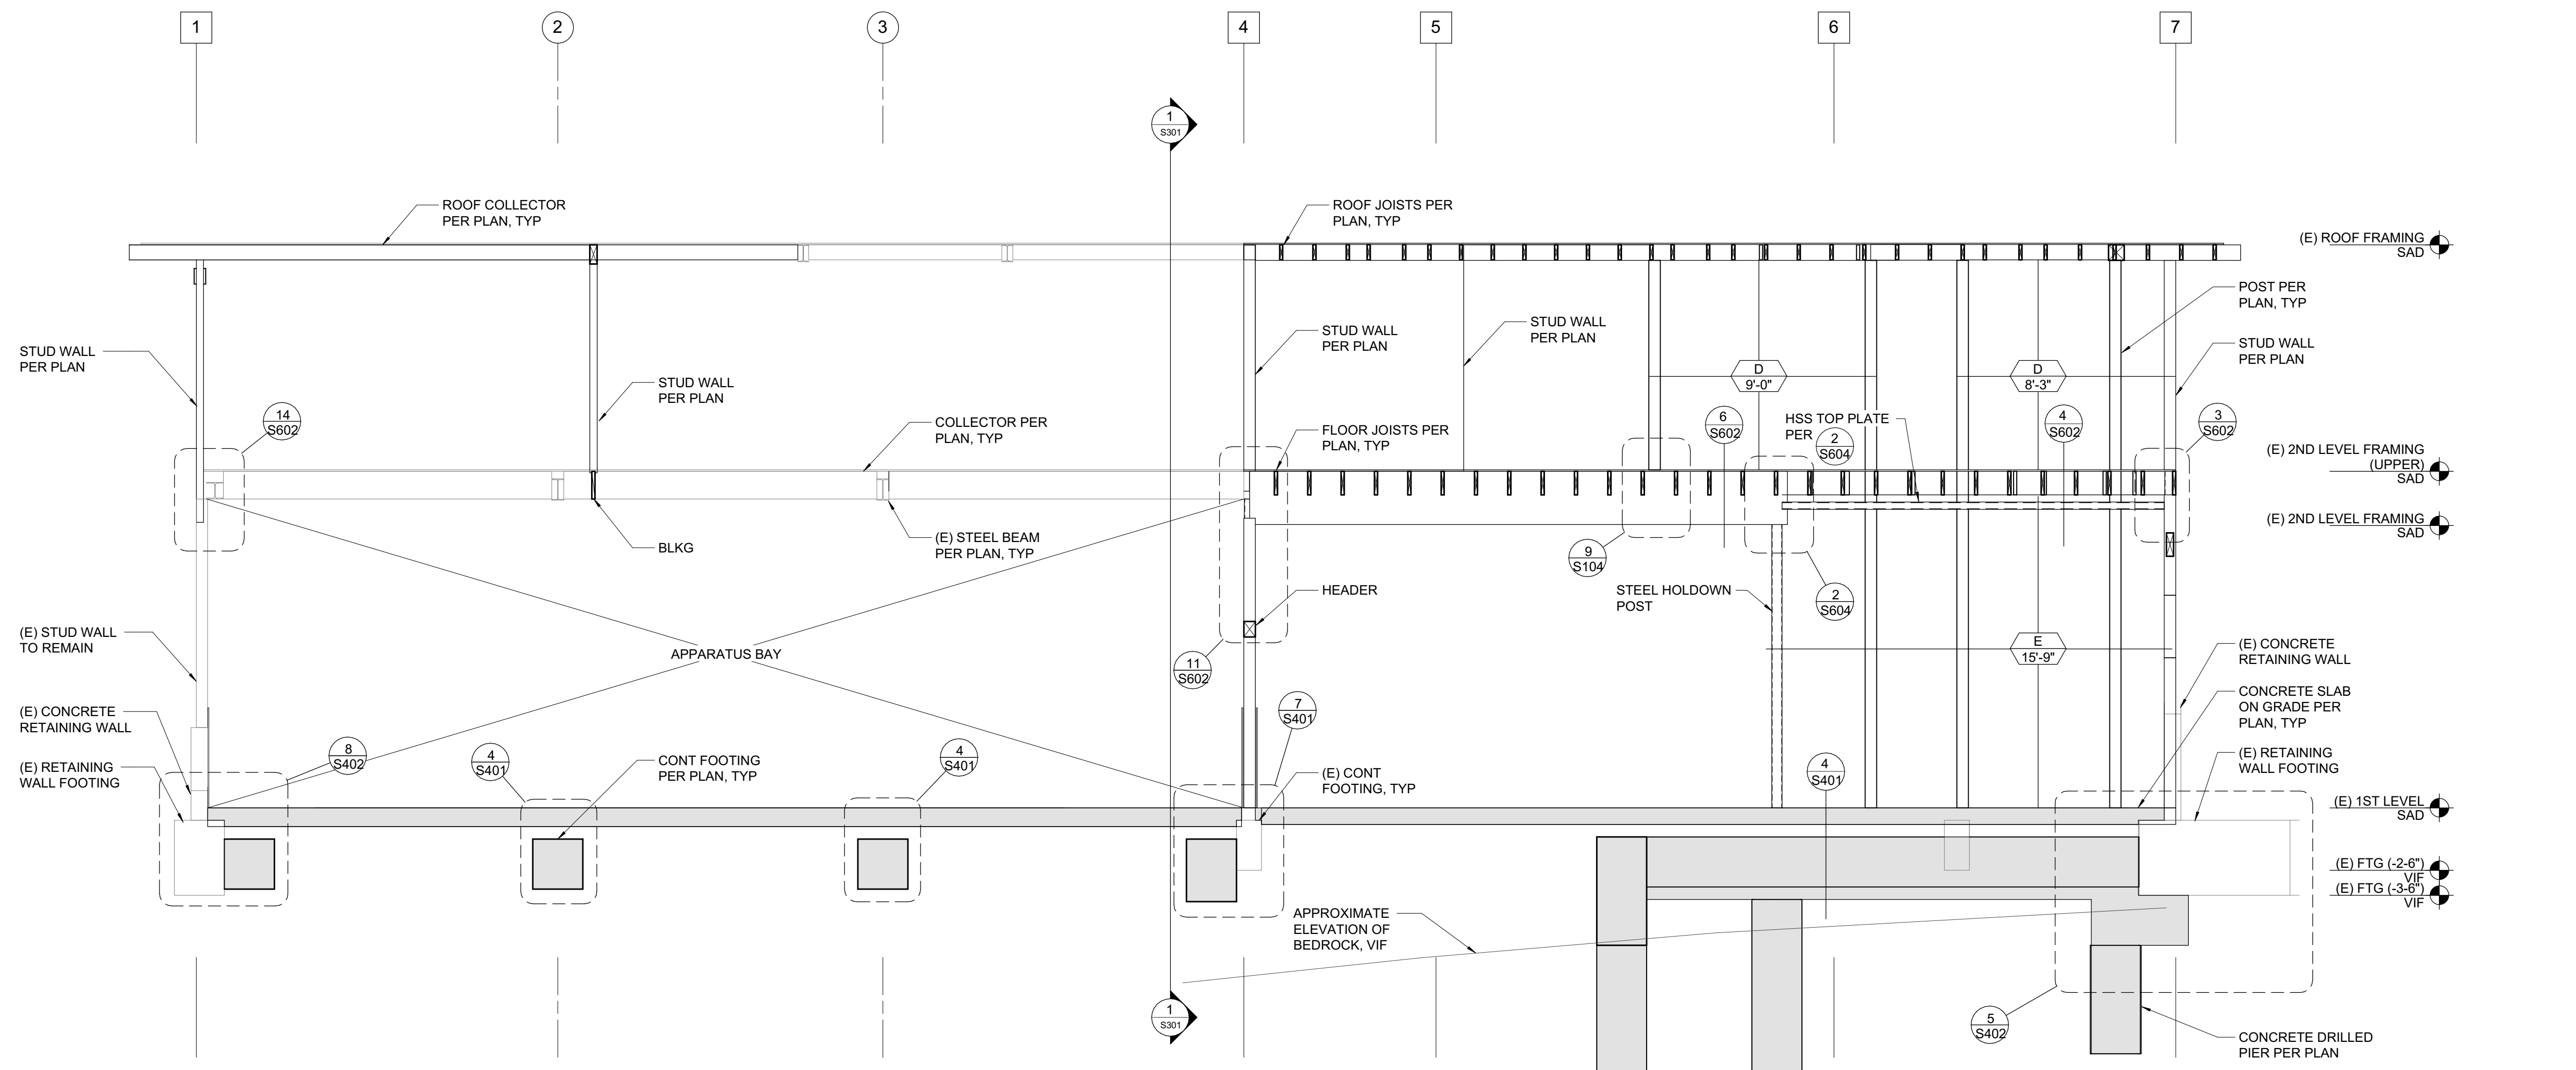 1
2
3
4
5
6
7
1
S301
ROOF COLLECTOR
PER PLAN, TYP
ROOF JOISTS PER
PLAN, TYP
(E) ROOF FRAMING
SAD
POST PER
PLAN, TYP
STUD WALL
PER PLAN
STUD WALL
PER PLAN
STUD WALL
PER PLAN
STUD WALL
PER PLAN
STUD WALL
PER PLAN
D
9'-0"
D
8'-3"
14
S602
COLLECTOR PER
PLAN, TYP
FLOOR JOISTS PER
PLAN, TYP
6
S602
HSS TOP PLATE
PER
2
S604
4
S602
3
S602
(E) 2ND LEVEL FRAMING
(UPPER)
SAD
(E) 2ND LEVEL FRAMING
SAD
BLKG
(E) STEEL BEAM
PER PLAN, TYP
9
S104
HEADER
STEEL HOLDOWN
POST
2
S604
(E) STUD WALL
TO REMAIN
APPARATUS BAY
11
S602
E
15'-9"
(E) CONCRETE
RETAINING WALL
(E) CONCRETE
RETAINING WALL
7
S401
CONCRETE SLAB
ON GRADE PER
PLAN, TYP
(E) RETAINING
WALL FOOTING
8
S402
4
S401
CONT FOOTING
PER PLAN, TYP
4
S401
(E) CONT
FOOTING, TYP
4
S401
(E) RETAINING
WALL FOOTING
(E) 1ST LEVEL
SAD
(E) FTG (-2-6")
VIF
(E) FTG (-3-6")
VIF
APPROXIMATE
ELEVATION OF
BEDROCK, VIF
1
S301
5
S402
CONCRETE DRILLED
PIER PER PLAN